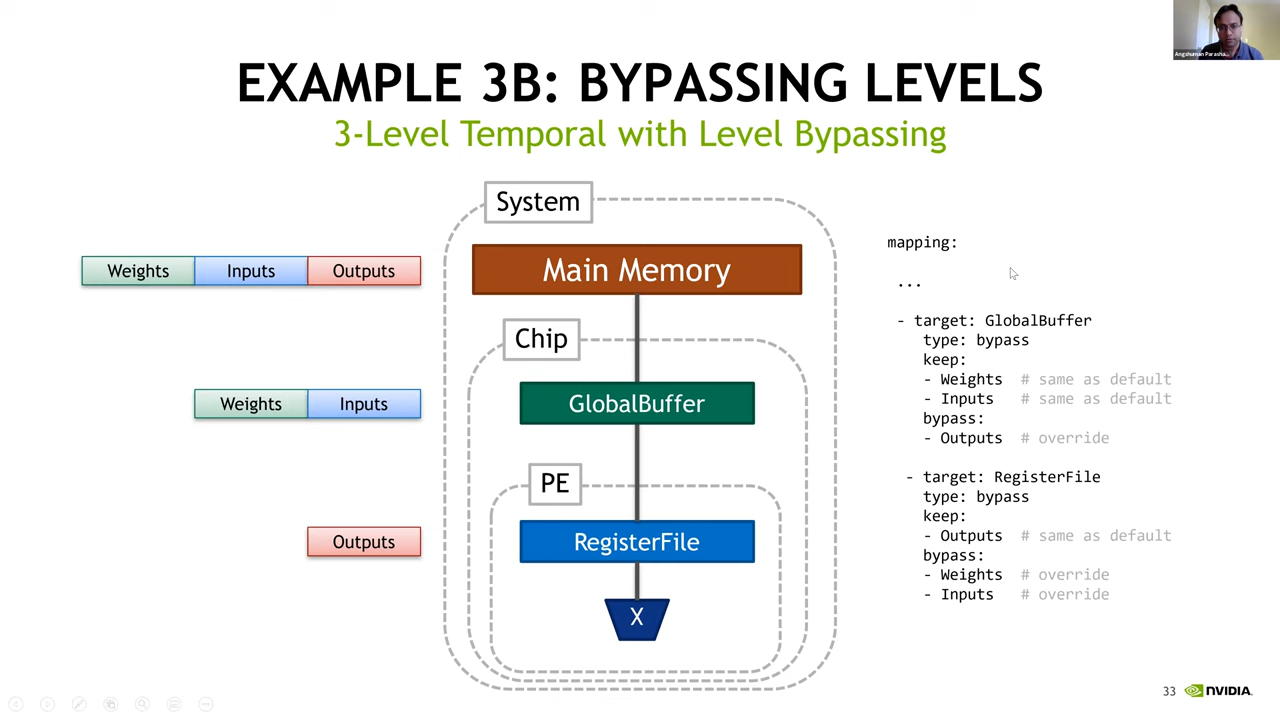 Angshuman Parasha...
EXAMPLE 3B: BYPASSING LEVELS
3-Level Temporal with Level Bypassing
System
Weights Inputs Outputs
Main Memory
Chip
Weights Inputs
GlobalBuffer
PE
Outputs
RegisterFile
X
mapping:
...
- target: GlobalBuffer
type: bypass
keep:
- Weights # same as default
- Inputs # same as default
bypass:
- Outputs # override
- target: RegisterFile
type: bypass
keep:
- Outputs # same as default
bypass:
- Weights # override
- Inputs # override
33
NVIDIA.